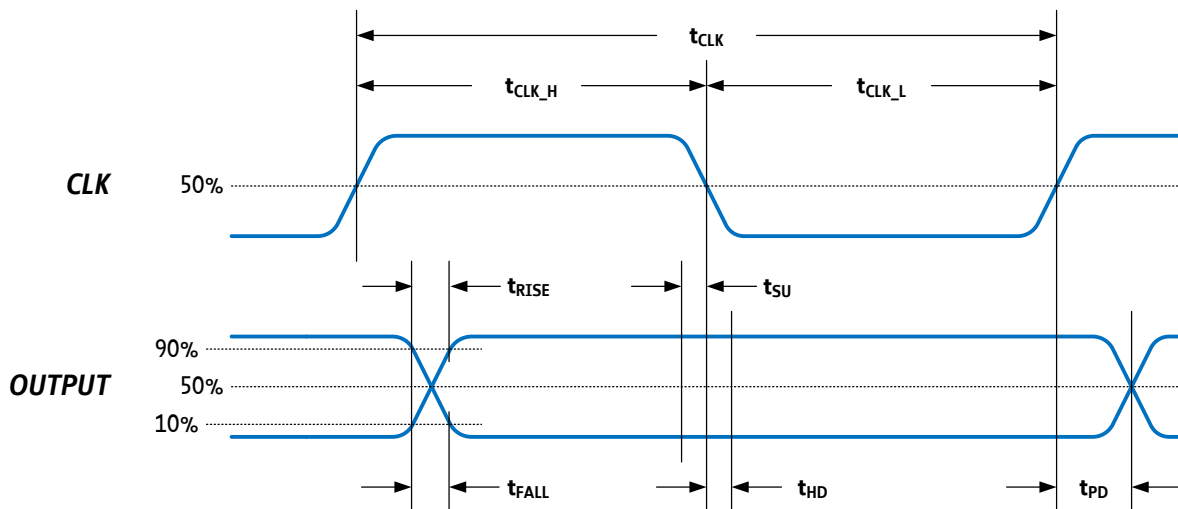 tCLK
tCLK_H tCLK_L
CLK 50%
tRISE tSU
90%
OUTPUT 50%
10%
tFALL tHD tPD